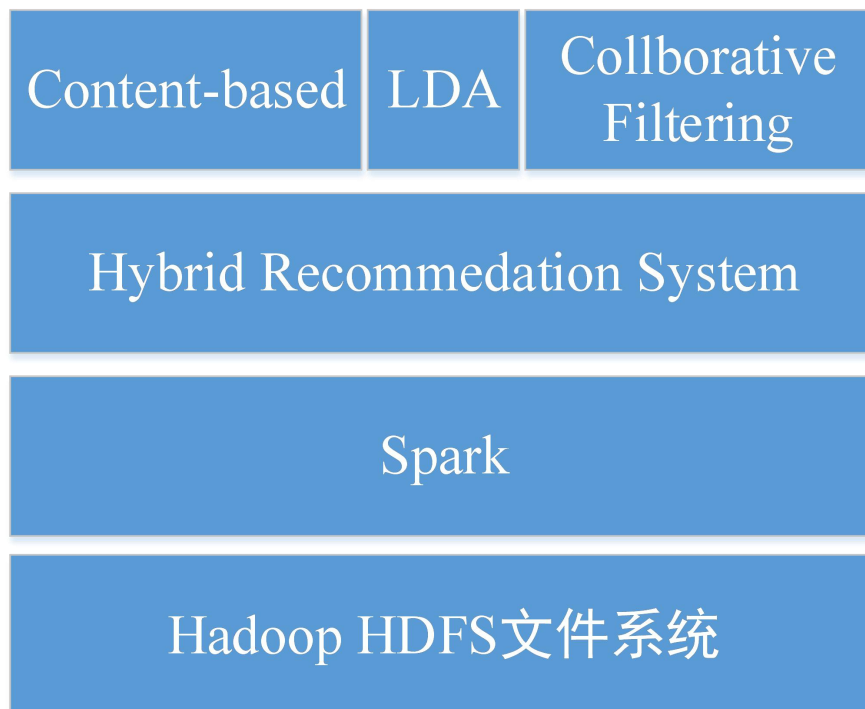 Content-based
LDA
Collborative
Filtering
Hybrid Recommedation System
Spark
Hadoop HDFS文件系统